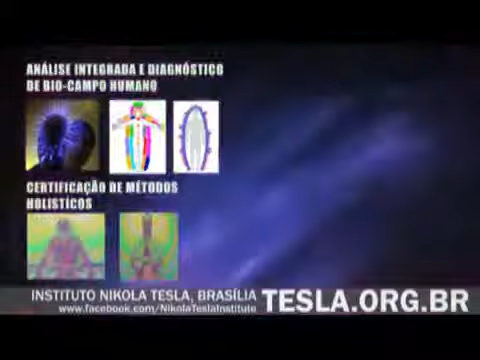 ANÁLISE INTEGRADA E DIAGNÓSTICO
DE BIO-CAMPO HUMANO
CERTIFICAÇÃO DE MÉTODOS
HOLÍSTICOS
INSTITUTO NIKOLA TESLA, BRASÍLIA TESLA.ORG.BR
www.facebook.com/NikolaTeslaInstitute